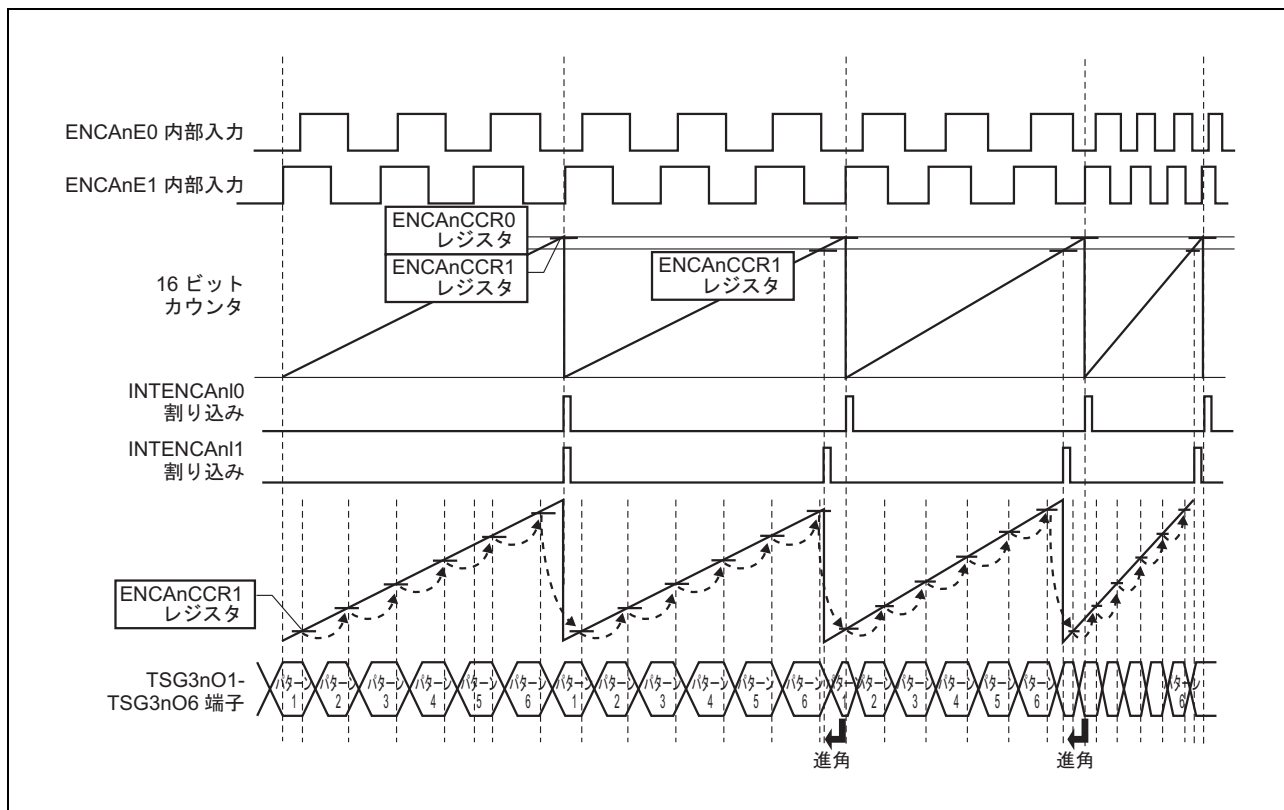 ENCAnE0 内部入力
ENCAnE1 内部入力
ENCAnCCR0
レジスタ
ENCAnCCR1
レジスタ
ENCAnCCR1
レジスタ
16 ビット
カウンタ
INTENCAnI0
割り込み
INTENCAnI1
割り込み
ENCAnCCR1
レジスタ
TSG3nO1-
TSG3nO6 端子
パターン
1
パターン
2
パターン
3
パターン
4
パターン
5
パターン
6
パターン
1
パターン
2
パターン
3
パターン
4
パターン
5
パターン
6
パターン
1
パターン
2
パターン
3
パターン
4
パターン
5
パターン
6
パターン
6
進角
進角